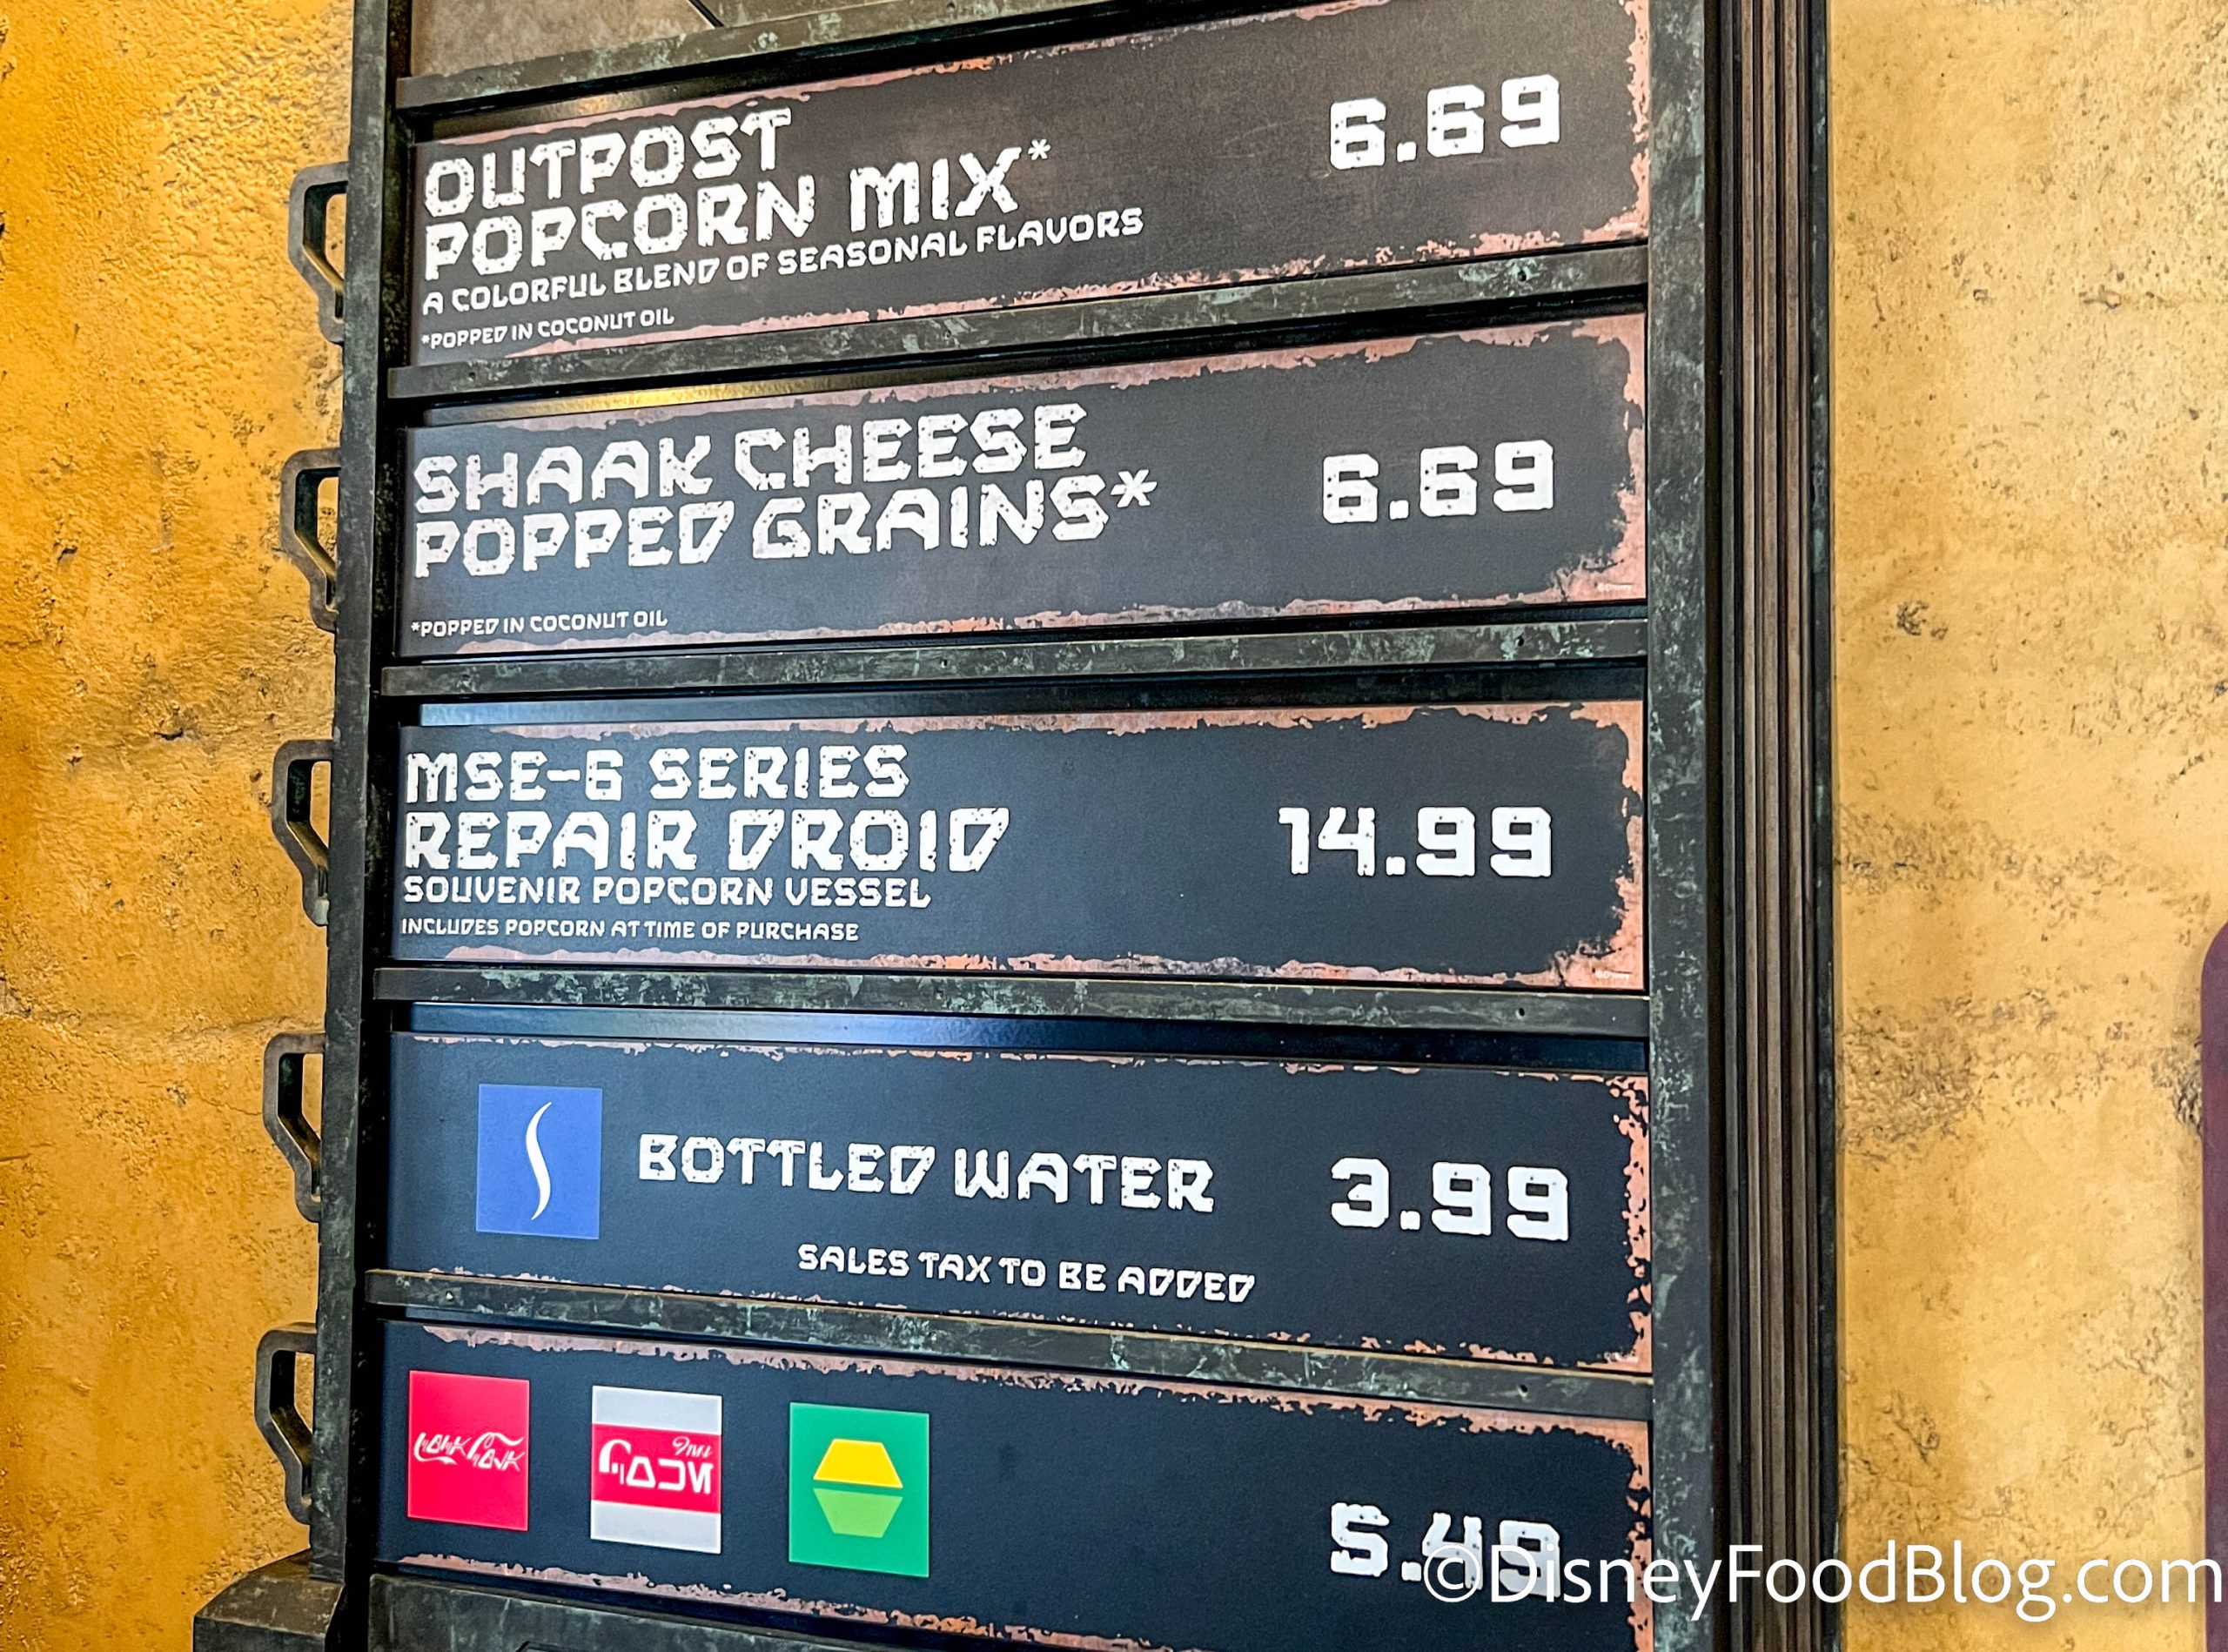 OUTPOST
POPCORN MIX*
6.69
A COLORFUL BLEND OF SEASONAL FLAVORS
*POPPED IN COCONUT OIL
SHAAK CHEESE
POPPED GRAINS*
6.69
*POPPED IN COCONUT OIL
MSE-6 SERIES
REPAIR DROID
14.99
SOUVENIR POPCORN VESSEL
INCLUDES POPCORN AT TIME OF PURCHASE
BOTTLED WATER
3.99
SALES TAX TO BE ADDED
5.49
©DisneyFoodBlog.com